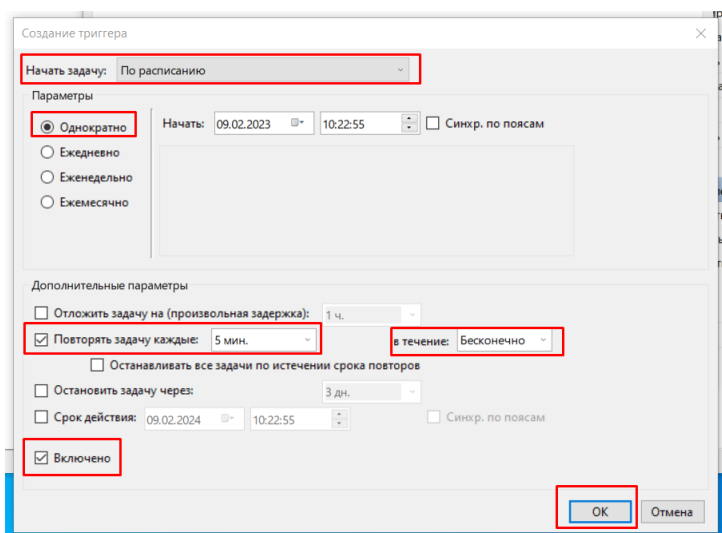 Создание триггера
Начать задачу: По расписанию
Параметры
Однократно
Ежедневно
Еженедельно
Ежемесячно
Начать: 09.02.2023 10:22:55 Синхр. по поясам
Дополнительные параметры
Отложить задачу на (произвольная задержка): 1 ч.
Повторять задачу каждые: 5 мин. в течение: Бесконечно
Останавливать все задачи по истечении срока повторов
Остановить задачу через: 3 дн.
Срок действия: 09.02.2024 10:22:55 Синхр. по поясам
Включено
ОК Отмена